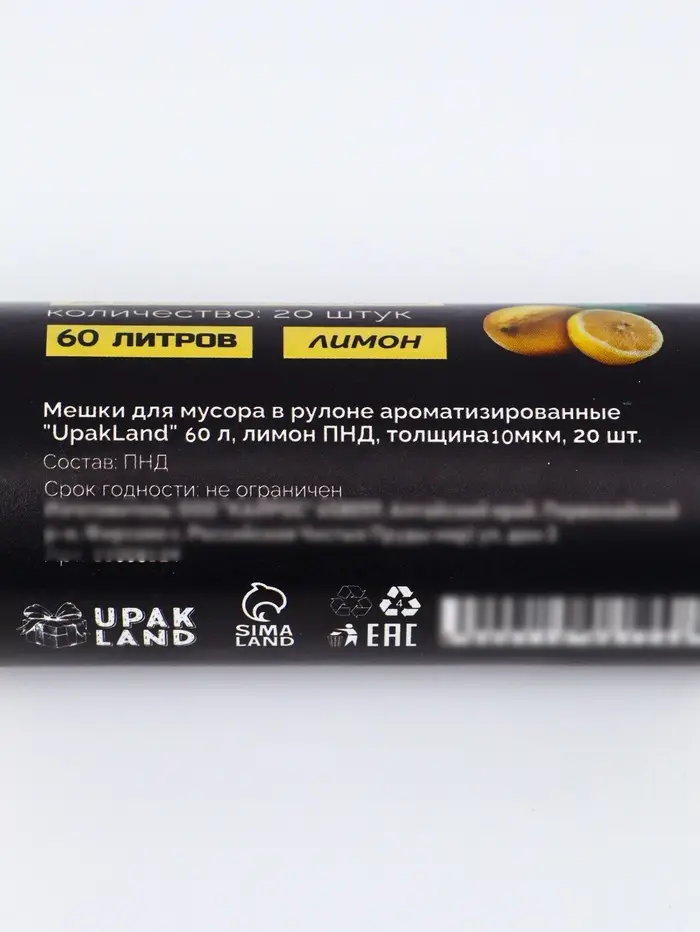 количество: 20 штук
60 ЛИТРОВ
ЛИМОН
Мешки для мусора в рулоне ароматизированные
"UpakLand" 60 л, лимон ПНД, толщина10мкм, 20 шт.
Состав: ПНД
Срок годности: не ограничен
UPAK
LAND
SIMA
LAND
4
EAC